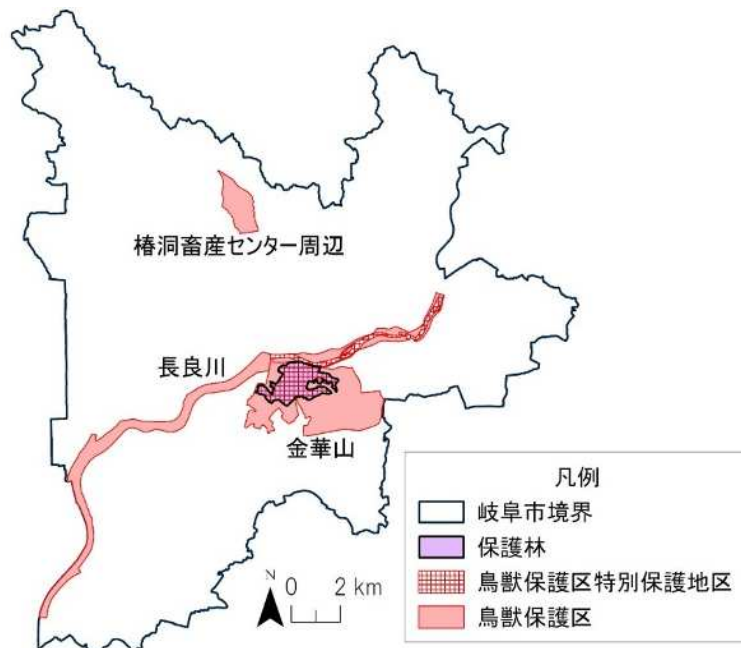 椿洞畜産センター周辺
長良川
金華山
N
0 2 km
凡例
岐阜市境界
保護林
鳥獣保護区特別保護地区
鳥獣保護区